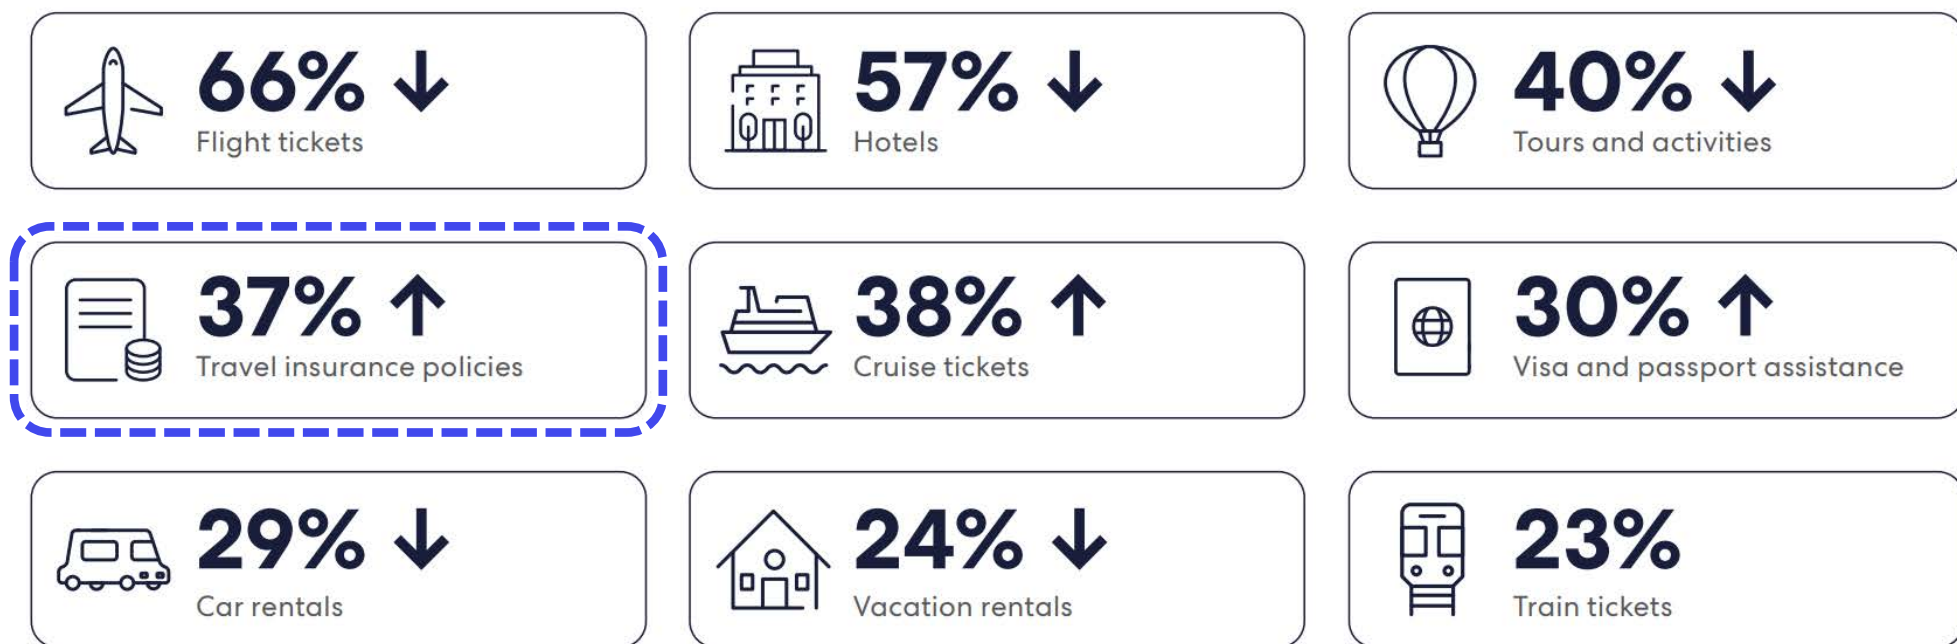 66% ↓
Flight tickets
57% ↓
Hotels
40% ↓
Tours and activities
37% ↑
Travel insurance policies
38% ↑
Cruise tickets
30% ↑
Visa and passport assistance
29% ↓
Car rentals
24% ↓
Vacation rentals
23%
Train tickets